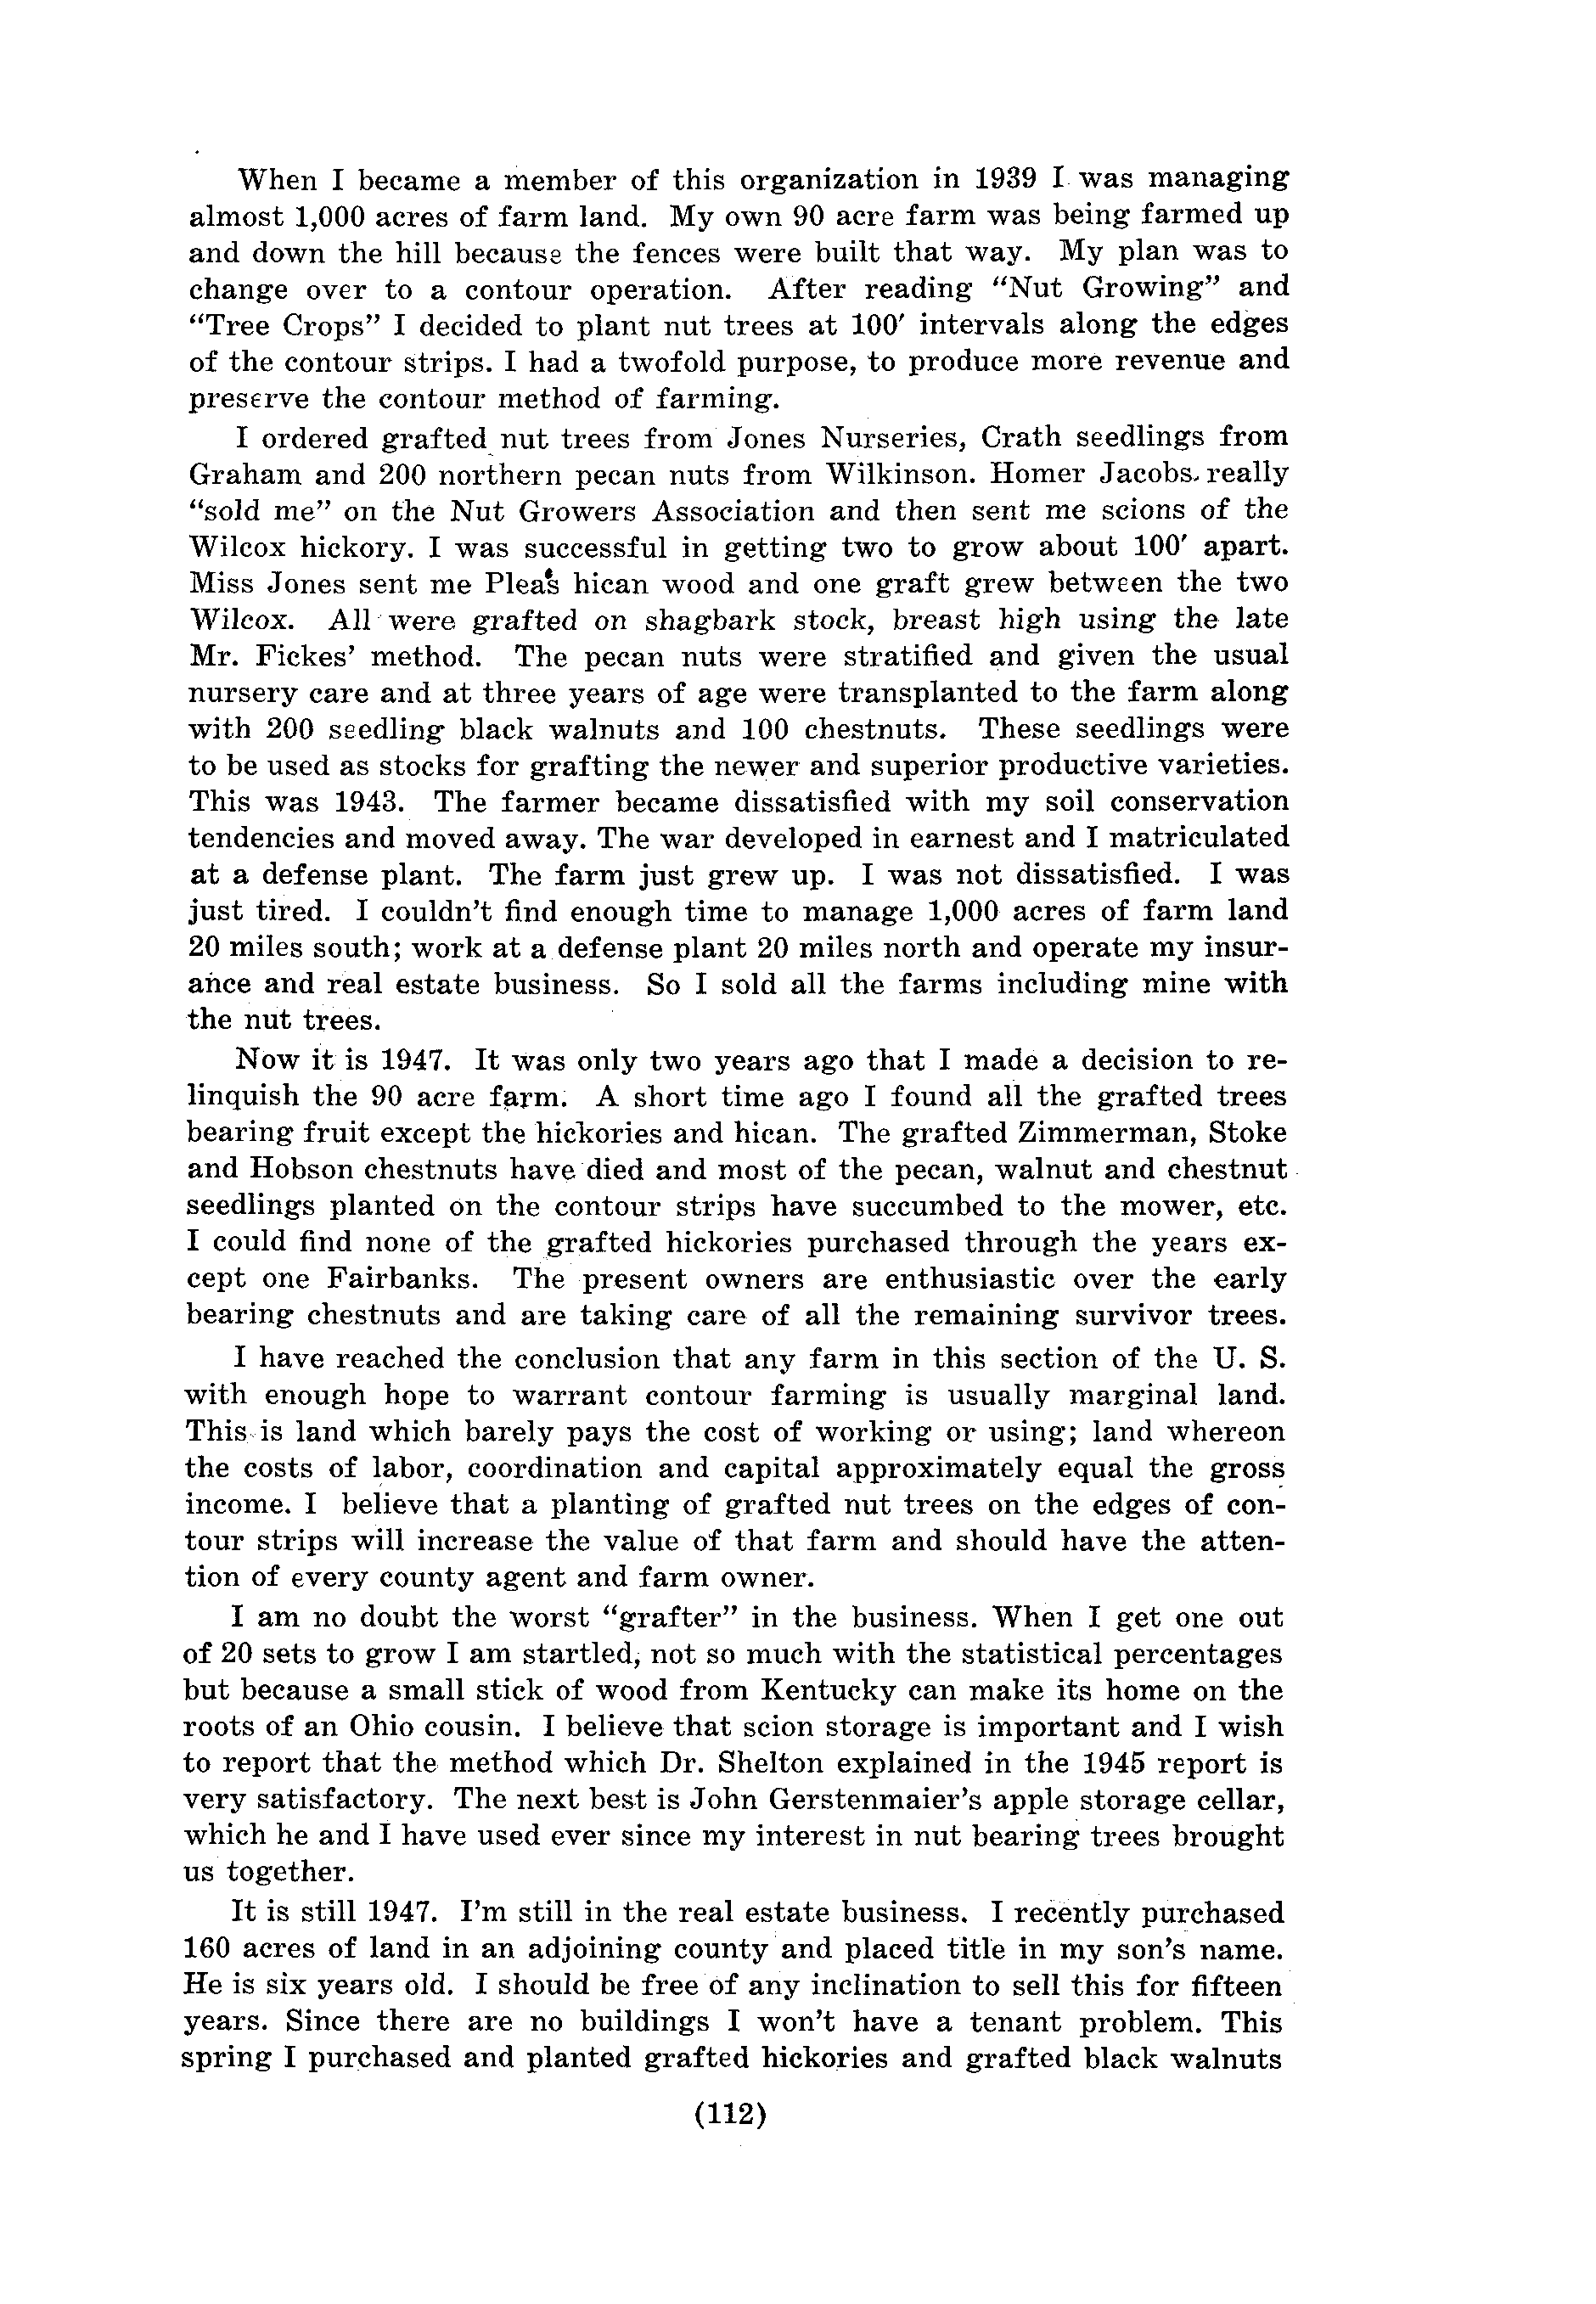 When I became a member of this organization in 1939 I was managing
almost 1,000 acres of farm land. My own 90 acre farm was being farmed up
and down the hill because the fences were built that way. My plan was to
change over to a contour operation. After reading “Nut Growing” and
“Tree Crops” I decided to plant nut trees at 100′ intervals along the edges
of the contour strips. I had a twofold purpose, to produce more revenue and
preserve the contour method of farming.
I ordered grafted nut trees from Jones Nurseries, Crath seedlings from
Graham and 200 northern pecan nuts from Wilkinson. Homer Jacobs really
“sold me” on the Nut Growers Association and then sent me scions of the
Wilcox hickory. I was successful in getting two to grow about 100′ apart.
Miss Jones sent me Plea's hican wood and one graft grew between the two
Wilcox. All were grafted on shagbark stock, breast high using the late
Mr. Fickes’ method. The pecan nuts were stratified and given the usual
nursery care and at three years of age were transplanted to the farm along
with 200 seedling black walnuts and 100 chestnuts. These seedlings were
to be used as stocks for grafting the newer and superior productive varieties.
This was 1943. The farmer became dissatisfied with my soil conservation
tendencies and moved away. The war developed in earnest and I matriculated
at a defense plant. The farm just grew up. I was not dissatisfied. I was
just tired. I couldn’t find enough time to manage 1,000 acres of farm land
20 miles south; work at a defense plant 20 miles north and operate my insur-
ance and real estate business. So I sold all the farms including mine with
the nut trees.
Now it is 1947. It was only two years ago that I made a decision to re-
linquish the 90 acre farm. A short time ago I found all the grafted trees
bearing fruit except the hickories and hican. The grafted Zimmerman, Stoke
and Hobson chestnuts have died and most of the pecan, walnut and chestnut
seedlings planted on the contour strips have succumbed to the mower, etc.
I could find none of the grafted hickories purchased through the years ex-
cept one Fairbanks. The present owners are enthusiastic over the early
bearing chestnuts and are taking care of all the remaining survivor trees.
I have reached the conclusion that any farm in this section of the U. S.
with enough hope to warrant contour farming is usually marginal land.
This is land which barely pays the cost of working or using; land whereon
the costs of labor, coordination and capital approximately equal the gross
income. I believe that a planting of grafted nut trees on the edges of con-
tour strips will increase the value of that farm and should have the atten-
tion of every county agent and farm owner.
I am no doubt the worst “grafter” in the business. When I get one out
of 20 sets to grow I am startled, not so much with the statistical percentages
but because a small stick of wood from Kentucky can make its home on the
roots of an Ohio cousin. I believe that scion storage is important and I wish
to report that the method which Dr. Shelton explained in the 1945 report is
very satisfactory. The next best is John Gerstenmaier’s apple storage cellar,
which he and I have used ever since my interest in nut bearing trees brought
us together.
It is still 1947. I’m still in the real estate business. I recently purchased
160 acres of land in an adjoining county and placed title in my son’s name.
He is six years old. I should be free of any inclination to sell this for fifteen
years. Since there are no buildings I won’t have a tenant problem. This
spring I purchased and planted grafted hickories and grafted black walnuts
(112)